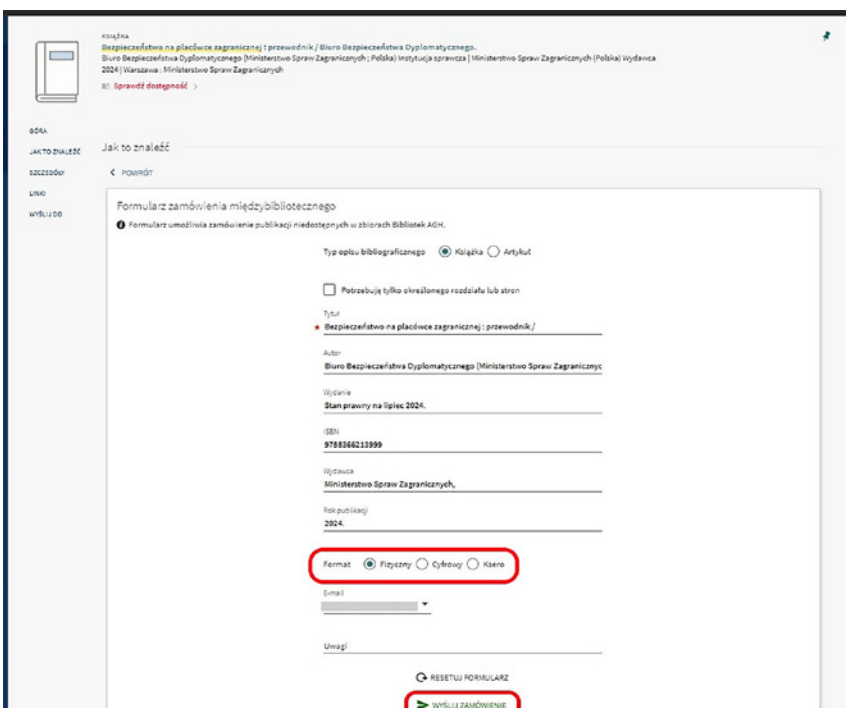 KSIĄŻKA
Bezpieczeństwo na placówce zagranicznej : przewodnik / Biuro Bezpieczeństwa Dyplomatycznego.
Biuro Bezpieczeństwa Dyplomatycznego (Ministerstwo Spraw Zagranicznych ; Polska) Instytucja sprawcza | Ministerstwo Spraw Zagranicznych (Polska) Wydawca
2024 | Warszawa : Ministerstwo Spraw Zagranicznych
Sprawdź dostępność >
GÓRA
JAK TO ZNALEŹĆ
SZCZEGÓŁY
LINKI
WYŚLIJ DO
Jak to znaleźć
< POWRÓT
Formularz zamówienia międzybibliotecznego
Formularz umożliwia zamówienie publikacji niedostępnych w zbiorach Bibliotek AGH.
Typ opisu bibliograficznego Książka Artykuł
Potrzebuję tylko określonego rozdziału lub stron
Tytuł
* Bezpieczeństwo na placówce zagranicznej : przewodnik /
Autor
Biuro Bezpieczeństwa Dyplomatycznego (Ministerstwo Spraw Zagranicznyc
Wydanie
Stan prawny na lipiec 2024.
ISBN
9788366213999
Wydawca
Ministerstwo Spraw Zagranicznych,
Rok publikacji
2024.
Format Fizyczny Cyfrowy Ksero
E-mail
Uwagi
RESETUJ FORMULARZ
WYŚLIJ ZAMÓWIENIE